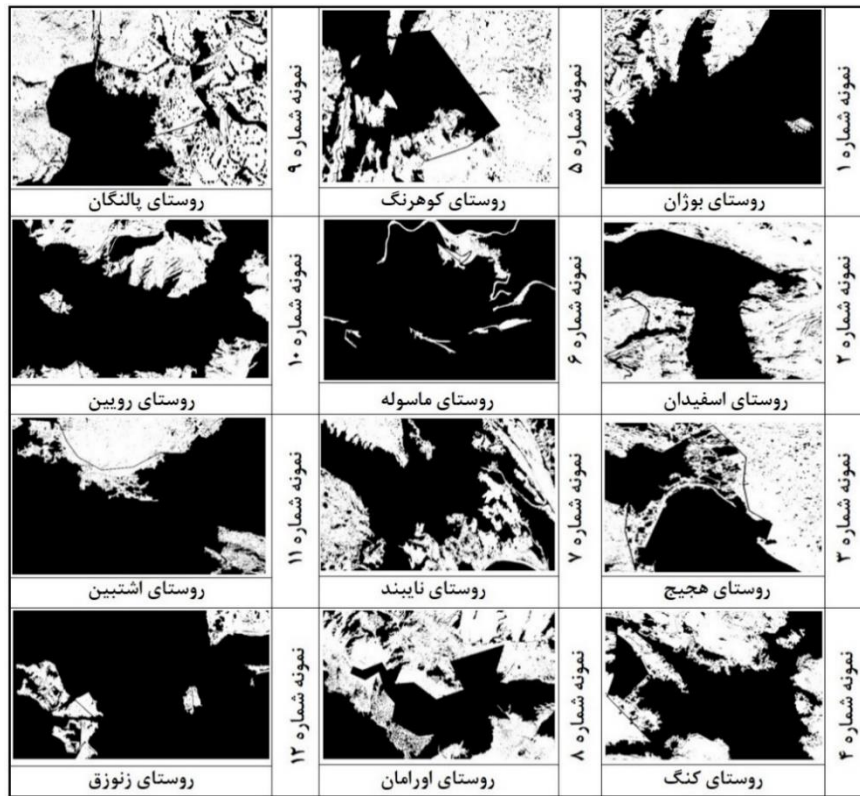 نمونه شماره ۱
روستای بوژان
نمونه شماره ۵
روستای کوهرنگ
نمونه شماره ۹
روستای پالنگان
نمونه شماره ۲
روستای اسفیدان
نمونه شماره ۶
روستای ماسوله
نمونه شماره ۱۰
روستای رویین
نمونه شماره ۳
روستای هجیج
نمونه شماره ۷
روستای نایبند
نمونه شماره ۱۱
روستای اشتبین
نمونه شماره ۴
روستای کنگ
نمونه شماره ۸
روستای اورامان
نمونه شماره ۱۲
روستای زنوزق